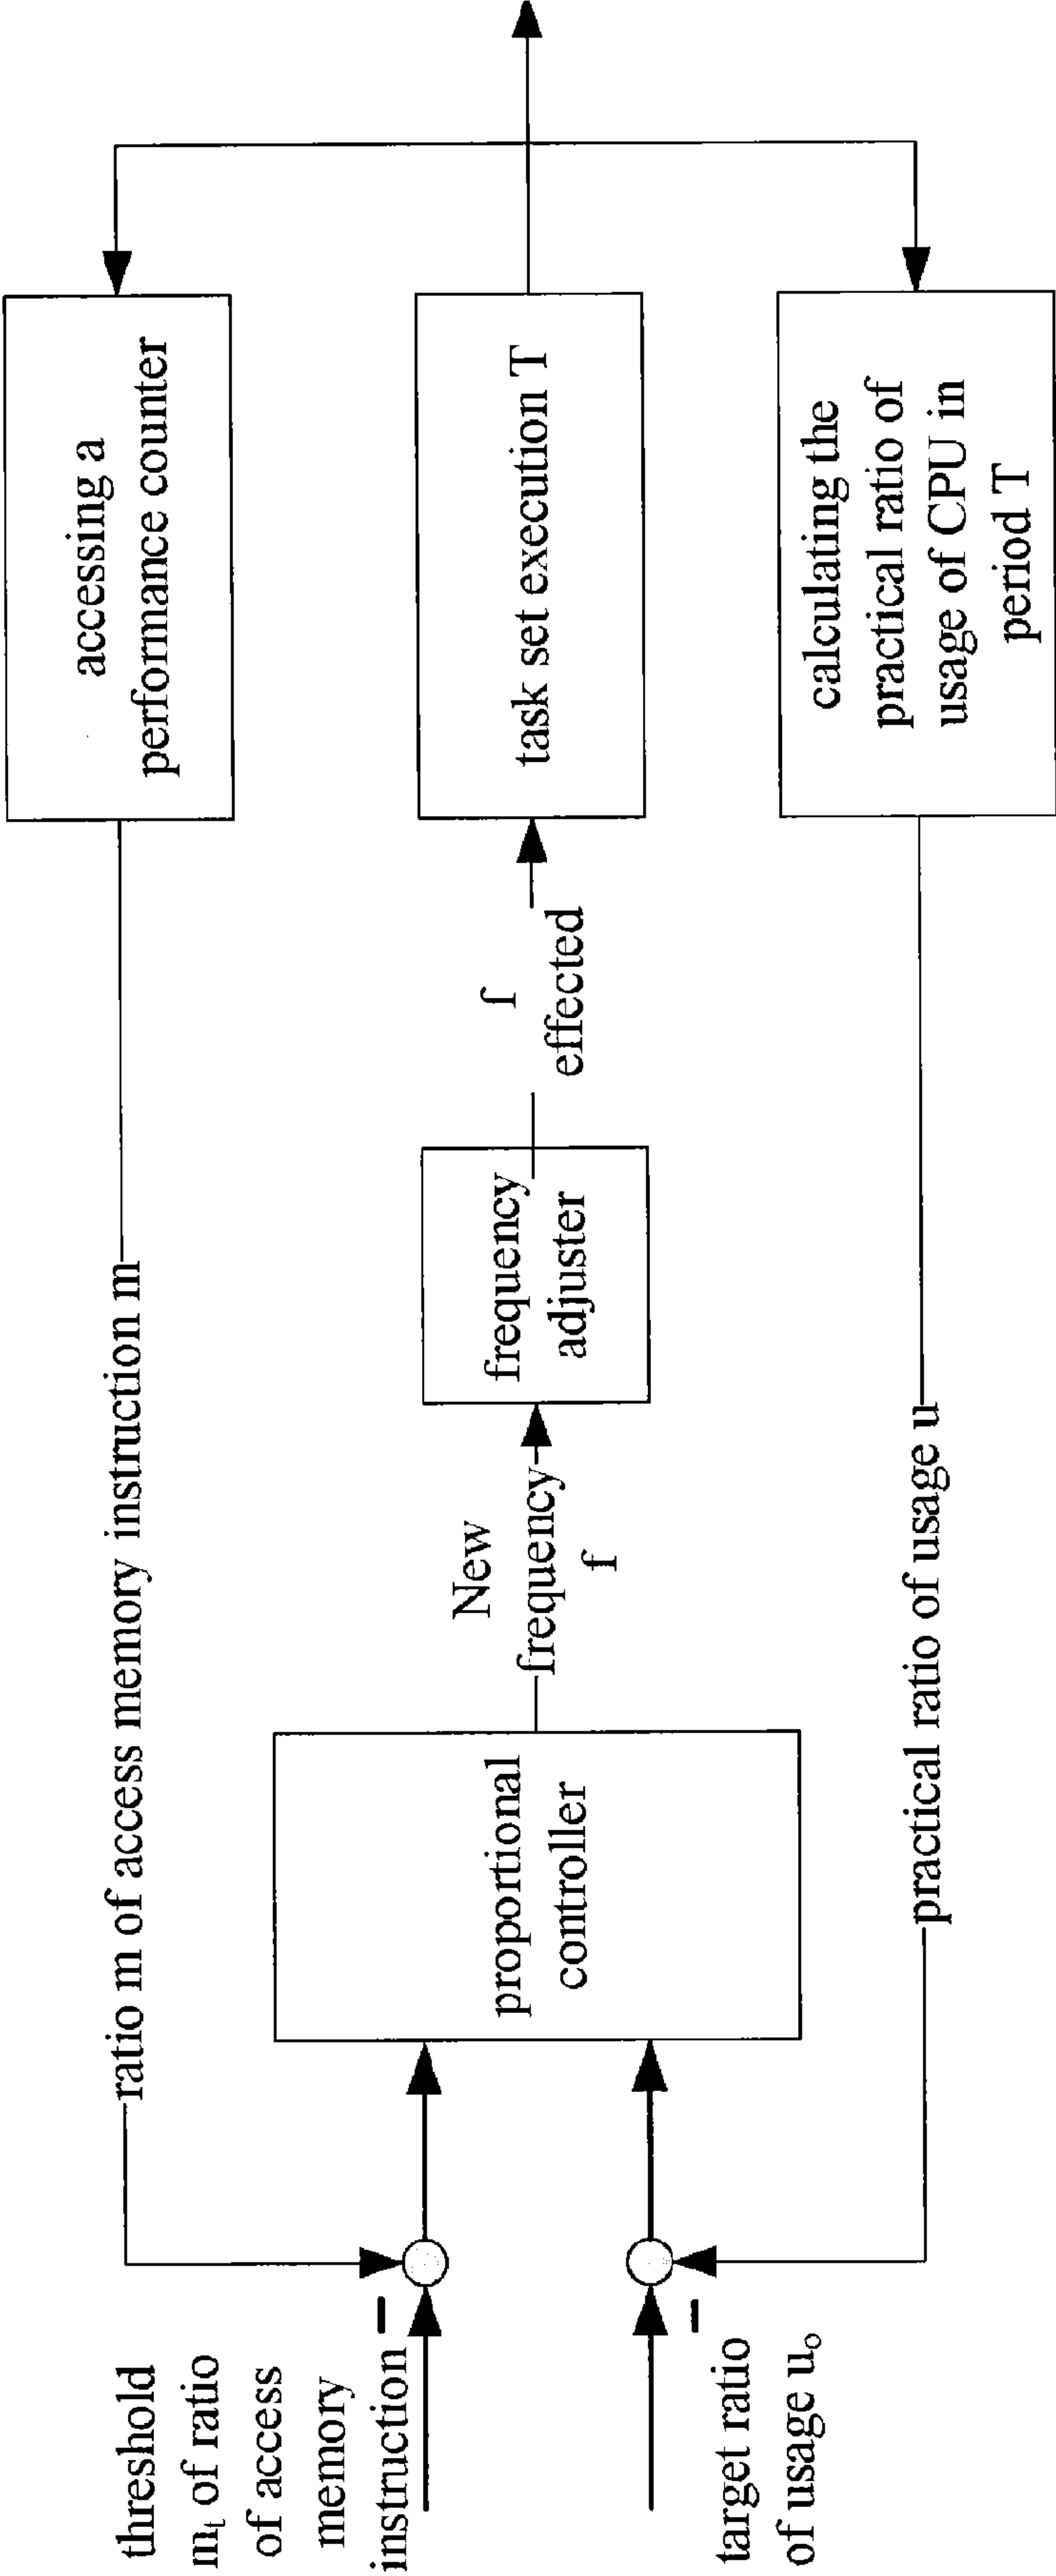 threshold
mt of ratio
of access
memory
instruction
target ratio
of usage uo
ratio m of access memory instruction m
proportional
controller
practical ratio of usage u
New
frequency
f
frequency
adjuster
f
effected
accessing a
performance counter
task set execution T
calculating the
practical ratio of
usage of CPU in
period T